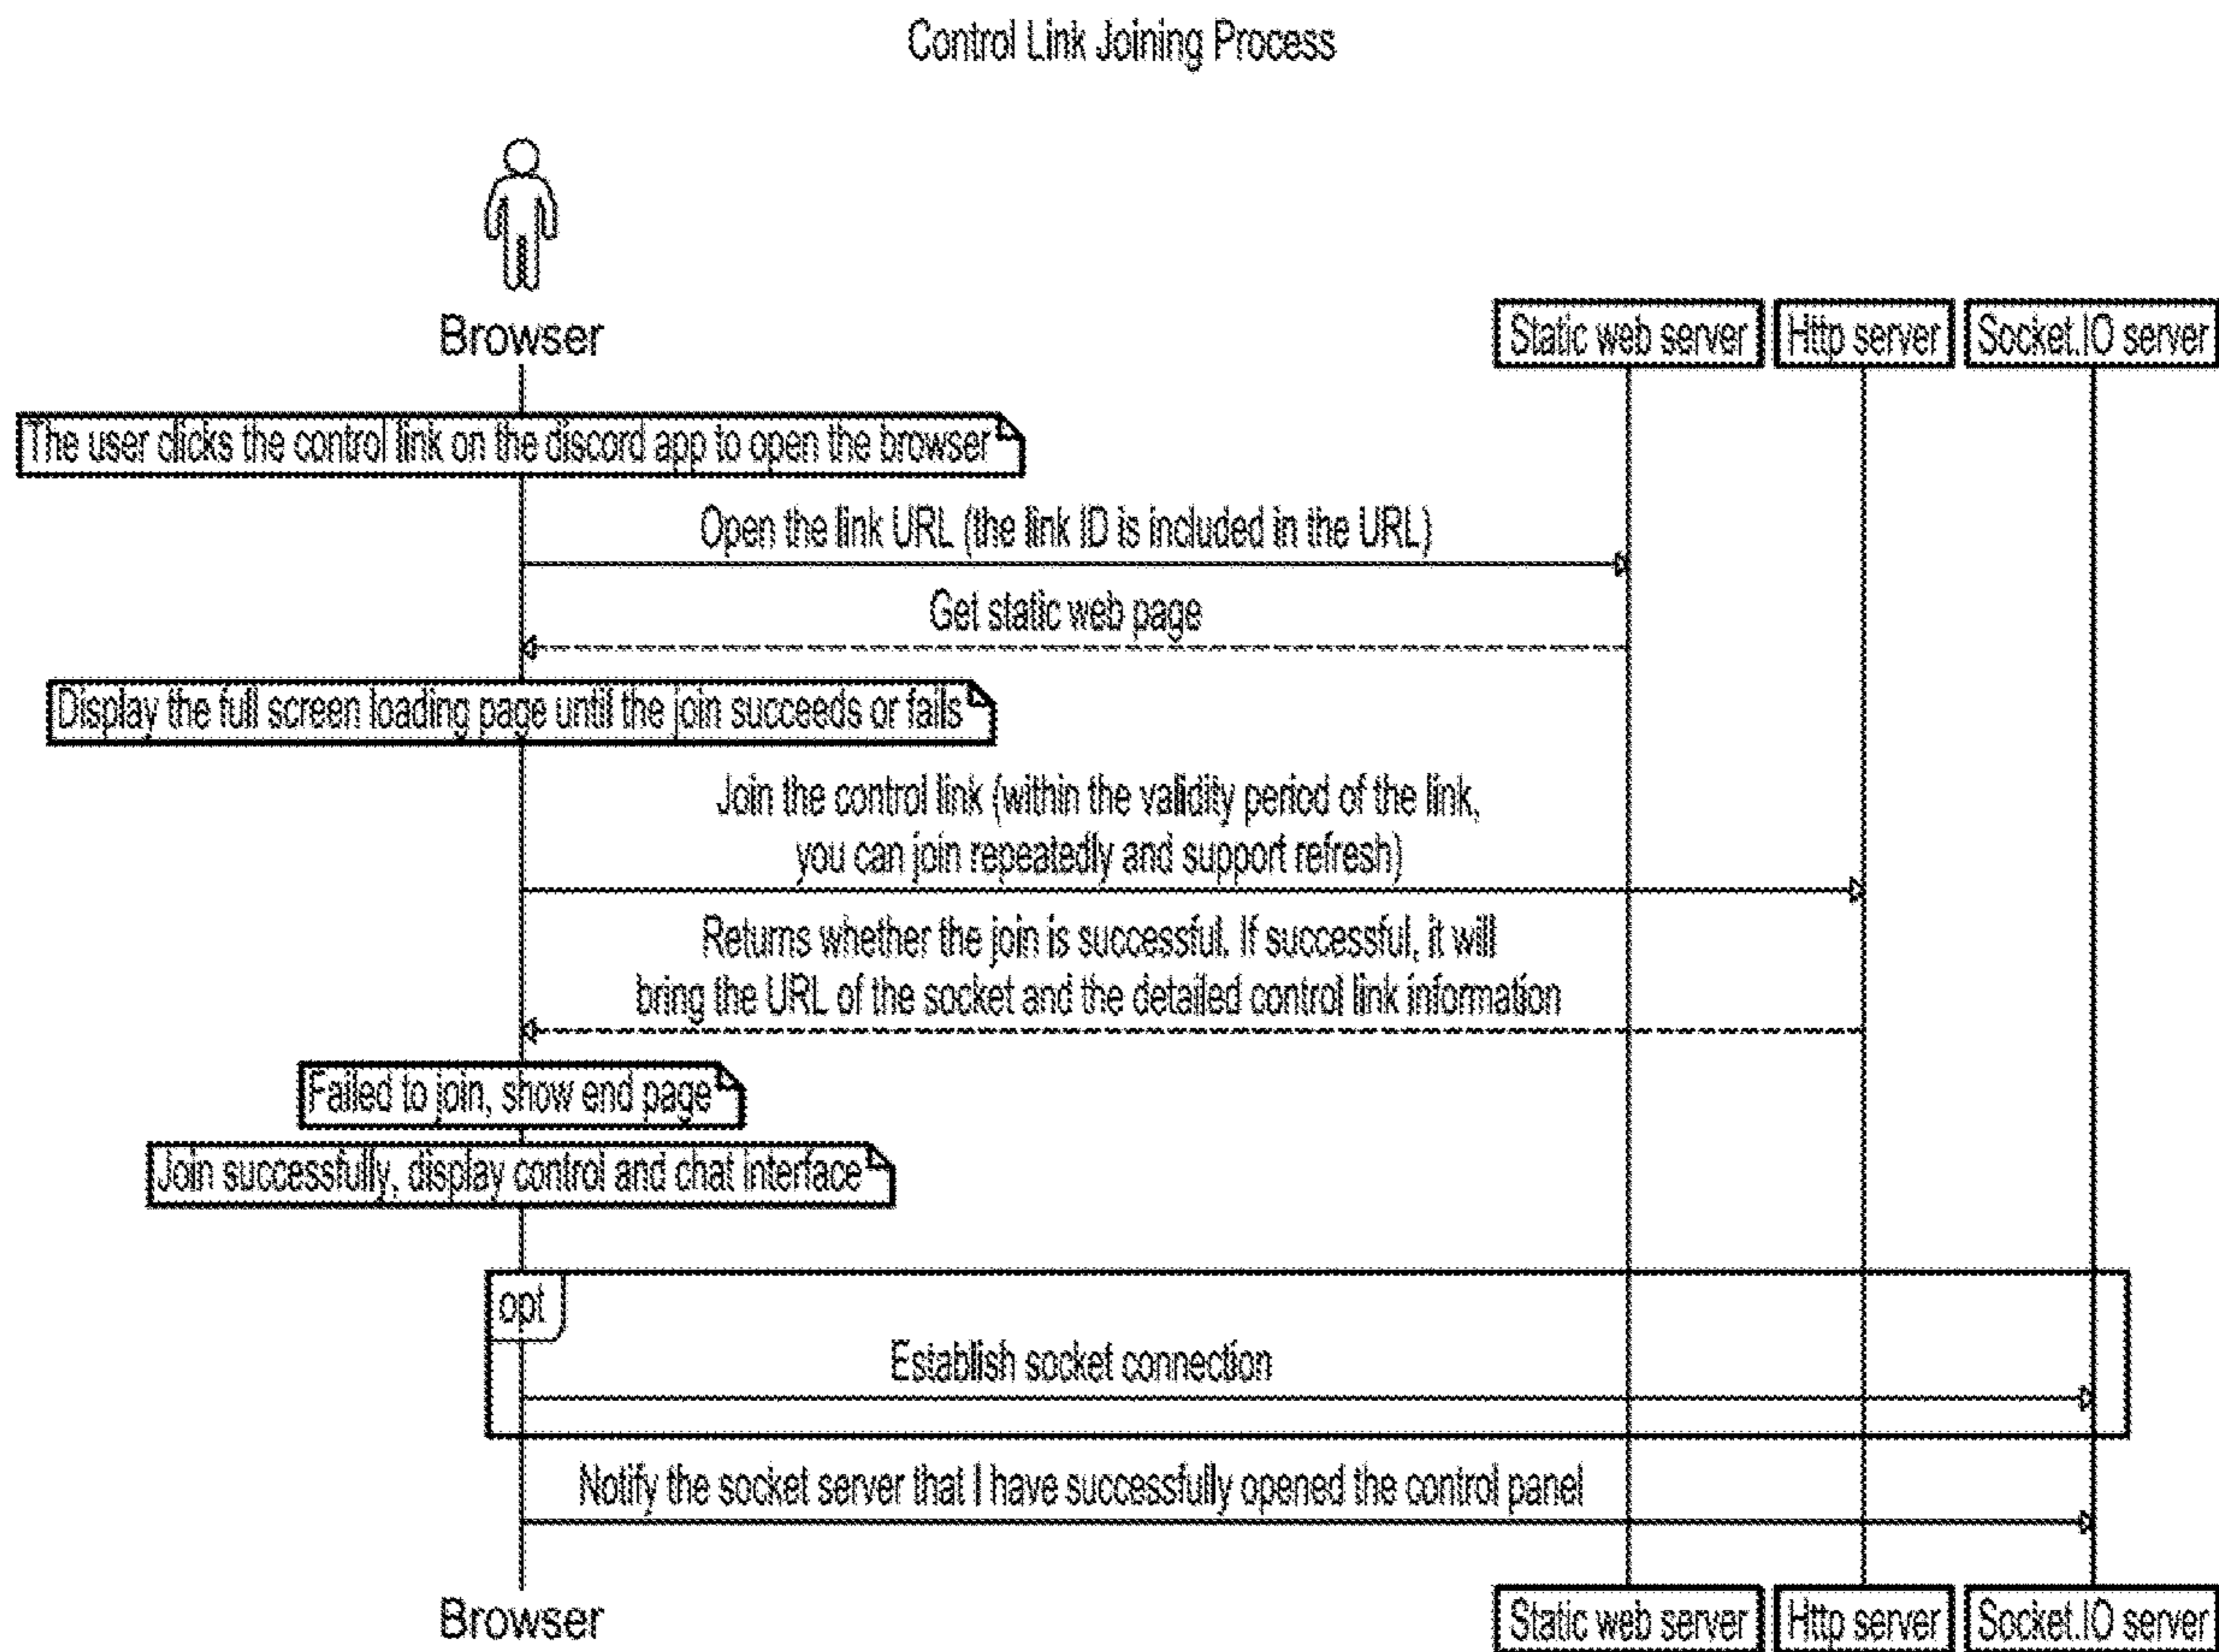 Control Link Joining Process
Browser
Static web server
Http server
Socket.IO server
The user clicks the control link on the discord app to open the browser
Open the link URL (the link ID is included in the URL)
Get static web page
Display the full screen loading page until the join succeeds or fails
Join the control link (within the validity period of the link,
you can join repeatedly and support refresh)
Returns whether the join is successful. If successful, it will
bring the URL of the socket and the detailed control link information
Failed to join, show end page
Join successfully, display control and chat interface
opt
Establish socket connection
Notify the socket server that I have successfully opened the control panel
Browser
Static web server
Http server
Socket.IO server